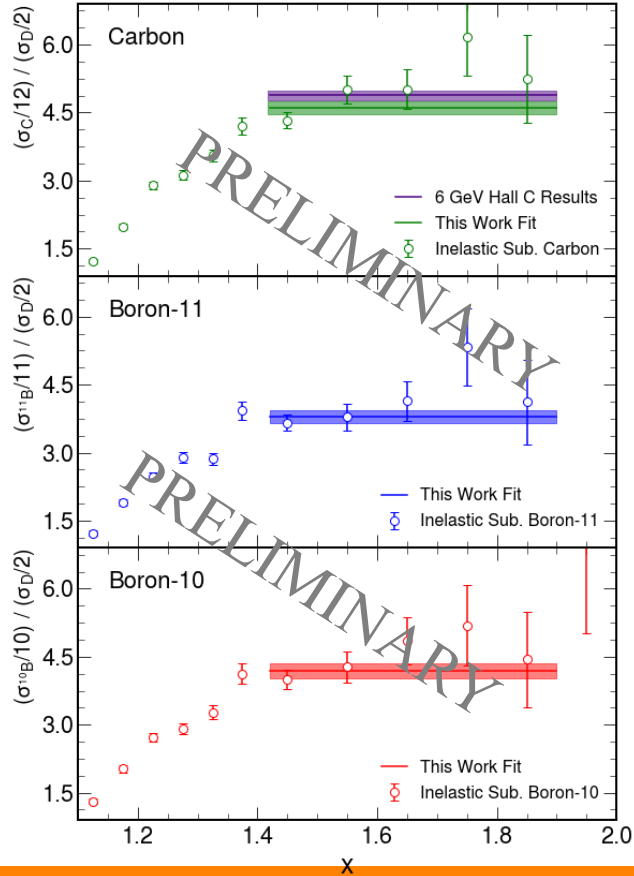 Carbon
(σC/12) / (σD/2)
6.0
4.5
3.0
1.5
6 GeV Hall C Results
This Work Fit
Inelastic Sub. Carbon
PRELIMINARY
Boron-11
(σ11B/11) / (σD/2)
6.0
4.5
3.0
1.5
This Work Fit
Inelastic Sub. Boron-11
PRELIMINARY
Boron-10
(σ10B/10) / (σD/2)
6.0
4.5
3.0
1.5
This Work Fit
Inelastic Sub. Boron-10
1.2 1.4 1.6 1.8 2.0
x